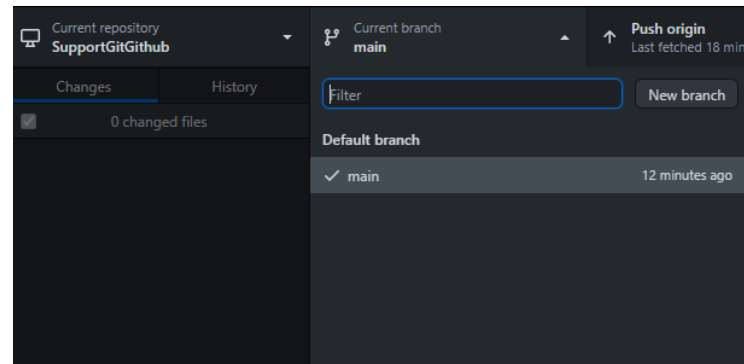 Current repository
SupportGitGithub
Current branch
main
Push origin
Last fetched 18 min
Changes
History
0 changed files
Filter
New branch
Default branch
main
12 minutes ago